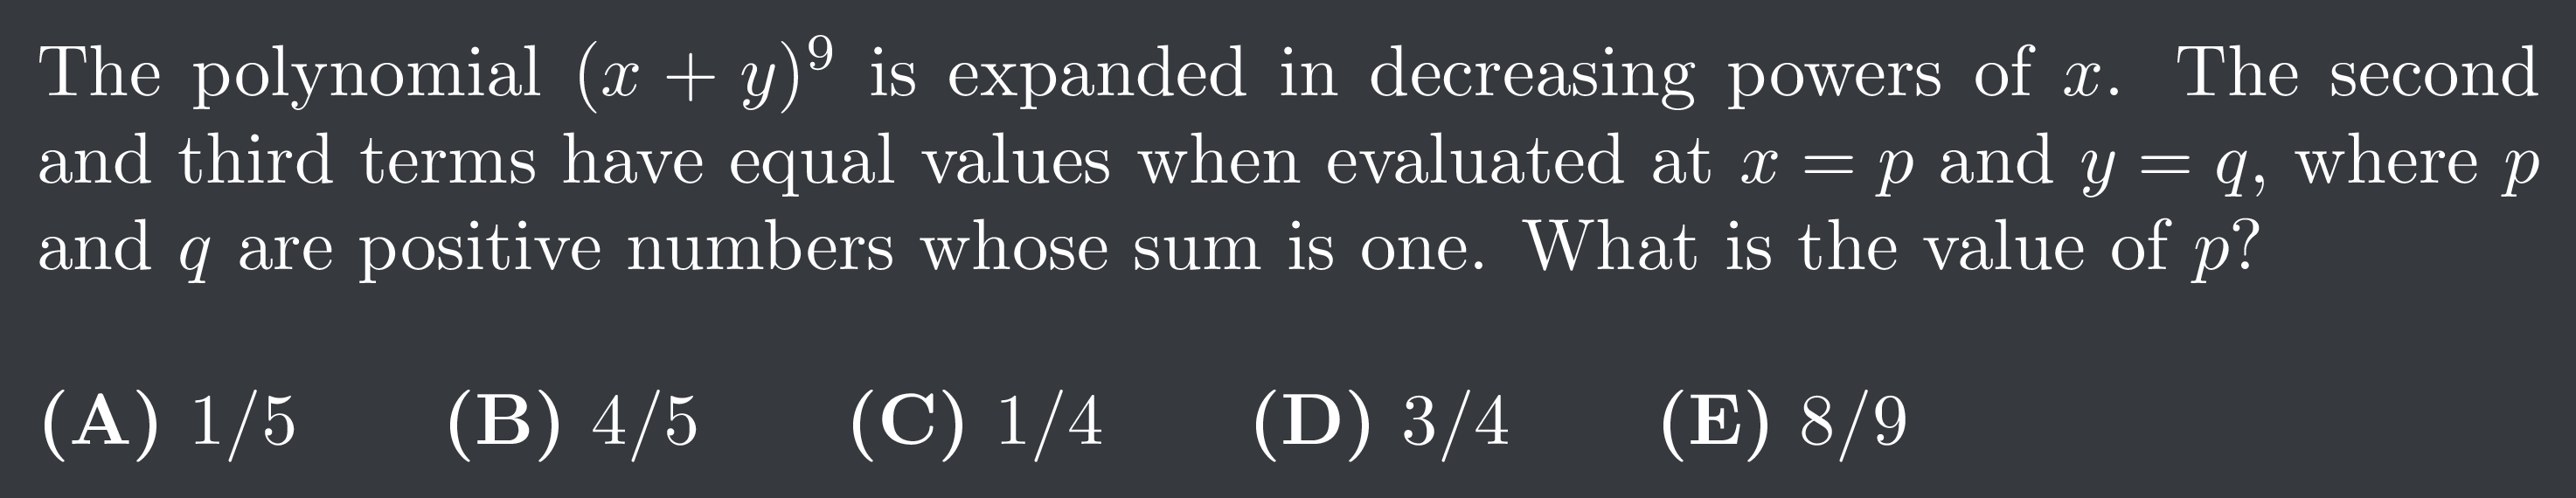 The polynomial $(x + y)^9$ is expanded in decreasing powers of $x$. The second
and third terms have equal values when evaluated at $x = p$ and $y = q$, where $p$
and $q$ are positive numbers whose sum is one. What is the value of $p$?
(A) 1/5 (B) 4/5 (C) 1/4 (D) 3/4 (E) 8/9